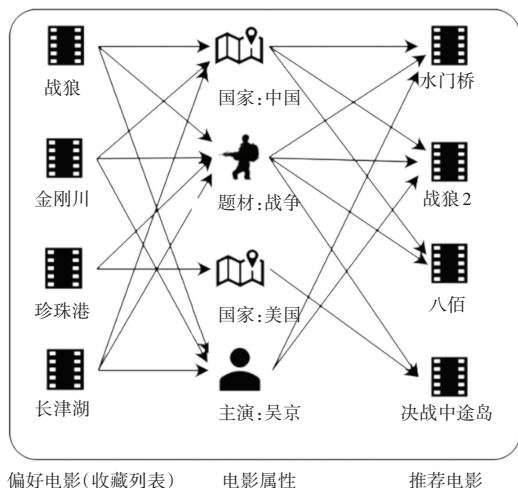 战狼
国家:中国
水门桥
金刚川
题材:战争
战狼2
珍珠港
国家:美国
八佰
长津湖
主演:吴京
决战中途岛
偏好电影(收藏列表) 电影属性 推荐电影